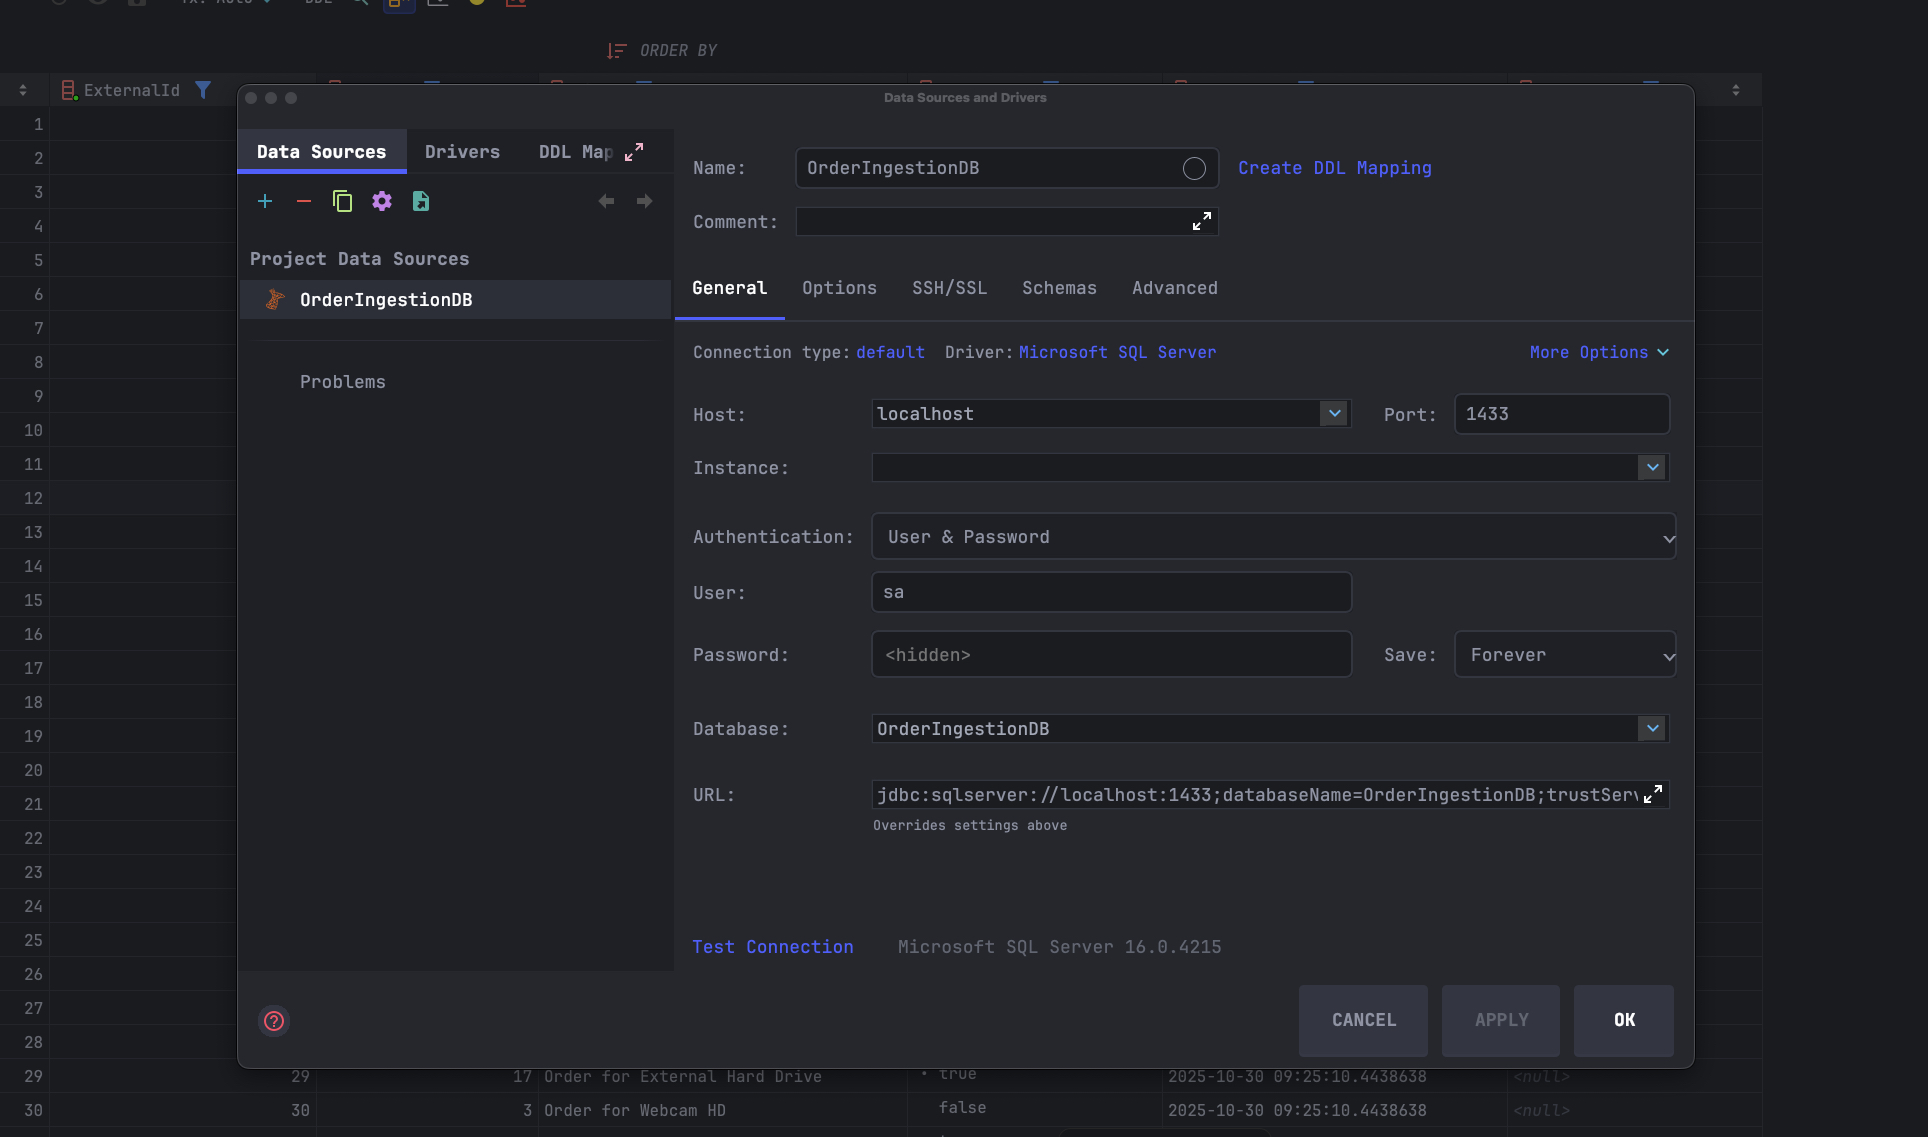 Tx: Auto DDL
ORDER BY
ExternalId
Data Sources and Drivers
Data Sources Drivers DDL Map
Name: OrderIngestionDB Create DDL Mapping
Comment:
Project Data Sources
OrderIngestionDB
Problems
General Options SSH/SSL Schemas Advanced
Connection type: default Driver: Microsoft SQL Server More Options
Host: localhost Port: 1433
Instance:
Authentication: User & Password
User: sa
Password: <hidden> Save: Forever
Database: OrderIngestionDB
URL: jdbc:sqlserver://localhost:1433;databaseName=OrderIngestionDB;trustServ
Overrides settings above
Test Connection Microsoft SQL Server 16.0.4215
CANCEL APPLY OK
1
2
3
4
5
6
7
8
9
10
11
12
13
14
15
16
17
18
19
20
21
22
23
24
25
26
27
28
29 29 17 Order for External Hard Drive true 2025-10-30 09:25:10.4438638 <null>
30 30 3 Order for Webcam HD false 2025-10-30 09:25:10.4438638 <null>